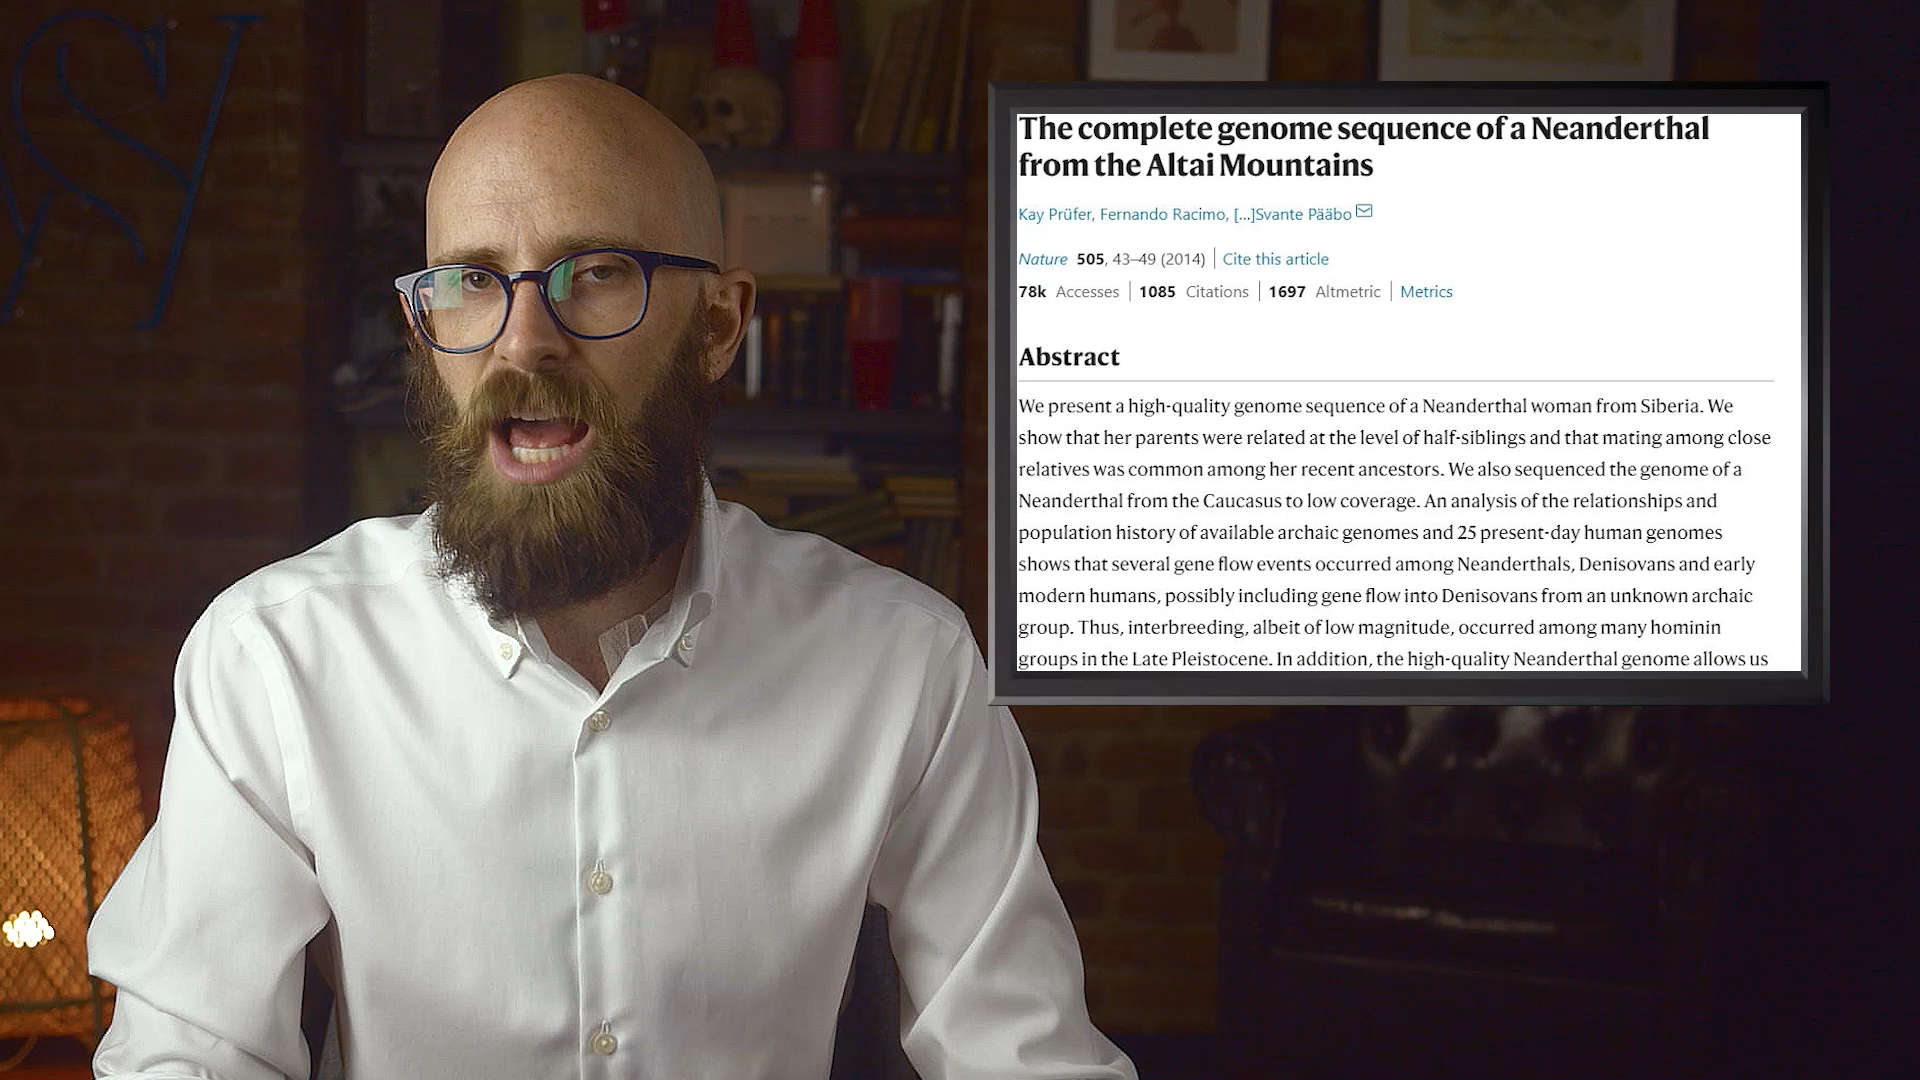 The complete genome sequence of a Neanderthal
from the Altai Mountains
Kay Prüfer, Fernando Racimo, [...]Svante Pääbo
Nature 505, 43–49 (2014) | Cite this article
78k Accesses | 1085 Citations | 1697 Altmetric | Metrics
Abstract
We present a high-quality genome sequence of a Neanderthal woman from Siberia. We
show that her parents were related at the level of half-siblings and that mating among close
relatives was common among her recent ancestors. We also sequenced the genome of a
Neanderthal from the Caucasus to low coverage. An analysis of the relationships and
population history of available archaic genomes and 25 present-day human genomes
shows that several gene flow events occurred among Neanderthals, Denisovans and early
modern humans, possibly including gene flow into Denisovans from an unknown archaic
group. Thus, interbreeding, albeit of low magnitude, occurred among many hominin
groups in the Late Pleistocene. In addition, the high-quality Neanderthal genome allows us